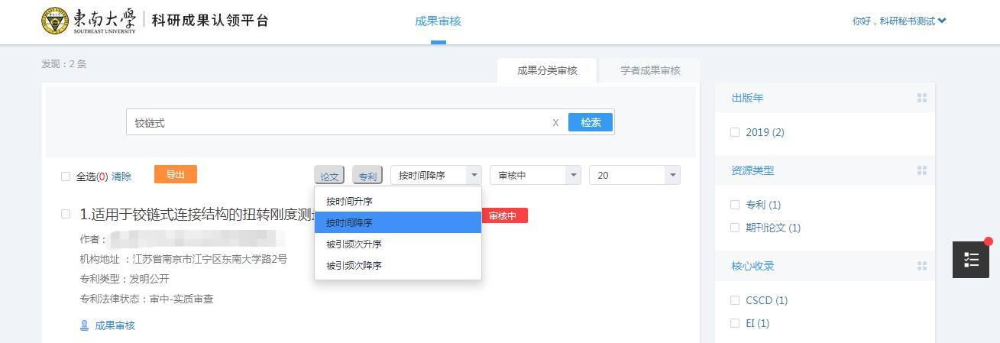 東南大学 科研成果认领平台
SOUTHEAST UNIVERSITY
成果审核
你好，科研秘书测试
发现：2 条
成果分类审核
学者成果审核
铰链式
X
检索
全选(0) 清除
导出
论文
专利
按时间降序
审核中
20
按时间升序
按时间降序
被引频次升序
被引频次降序
1.适用于铰链式连接结构的扭转刚度测
审核中
作者：
机构地址 ：江苏省南京市江宁区东南大学路2号
专利类型：发明公开
专利法律状态：审中-实质审查
成果审核
出版年
2019 (2)
资源类型
专利 (1)
期刊论文 (1)
核心收录
CSCD (1)
EI (1)